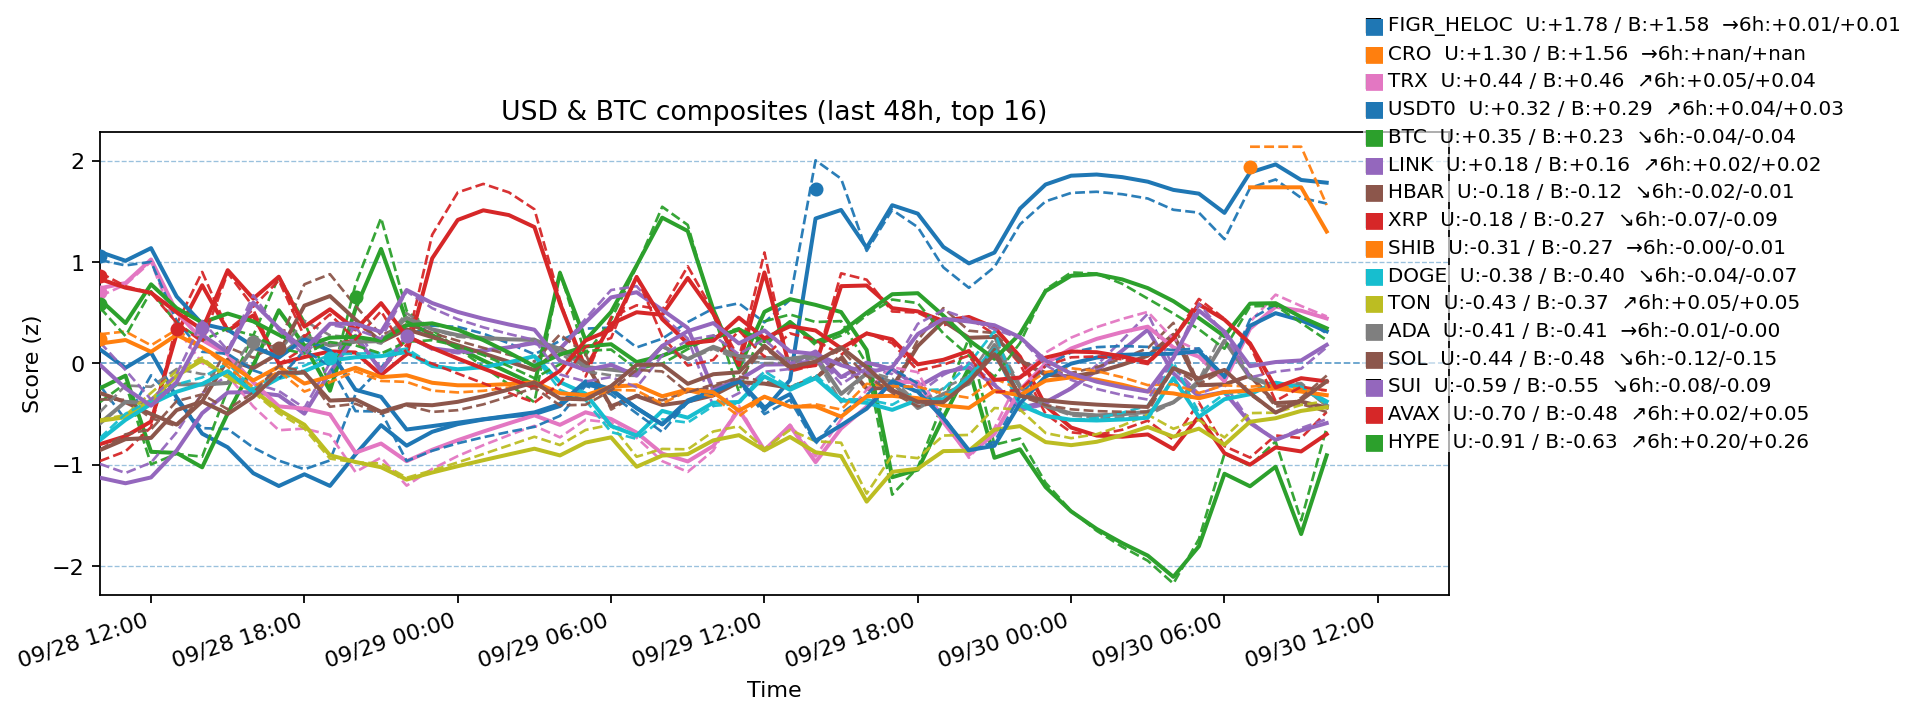 FIGR_HELOC  U:+1.78 / B:+1.58  →6h:+0.01/+0.01
CRO  U:+1.30 / B:+1.56  →6h:+nan/+nan
TRX  U:+0.44 / B:+0.46  ↗6h:+0.05/+0.04
USDT0  U:+0.32 / B:+0.29  ↗6h:+0.04/+0.03
BTC  U:+0.35 / B:+0.23  ↘6h:-0.04/-0.04
LINK  U:+0.18 / B:+0.16  ↗6h:+0.02/+0.02
HBAR  U:-0.18 / B:-0.12  ↘6h:-0.02/-0.01
XRP  U:-0.18 / B:-0.27  ↘6h:-0.07/-0.09
SHIB  U:-0.31 / B:-0.27  →6h:-0.00/-0.01
DOGE  U:-0.38 / B:-0.40  ↘6h:-0.04/-0.07
TON  U:-0.43 / B:-0.37  ↗6h:+0.05/+0.05
ADA  U:-0.41 / B:-0.41  →6h:-0.01/-0.00
SOL  U:-0.44 / B:-0.48  ↘6h:-0.12/-0.15
SUI  U:-0.59 / B:-0.55  ↘6h:-0.08/-0.09
AVAX  U:-0.70 / B:-0.48  ↗6h:+0.02/+0.05
HYPE  U:-0.91 / B:-0.63  ↗6h:+0.20/+0.26
USD & BTC composites (last 48h, top 16)
Score (z)
2
1
0
−1
−2
09/28 12:00
09/28 18:00
09/29 00:00
09/29 06:00
09/29 12:00
09/29 18:00
09/30 00:00
09/30 06:00
09/30 12:00
Time